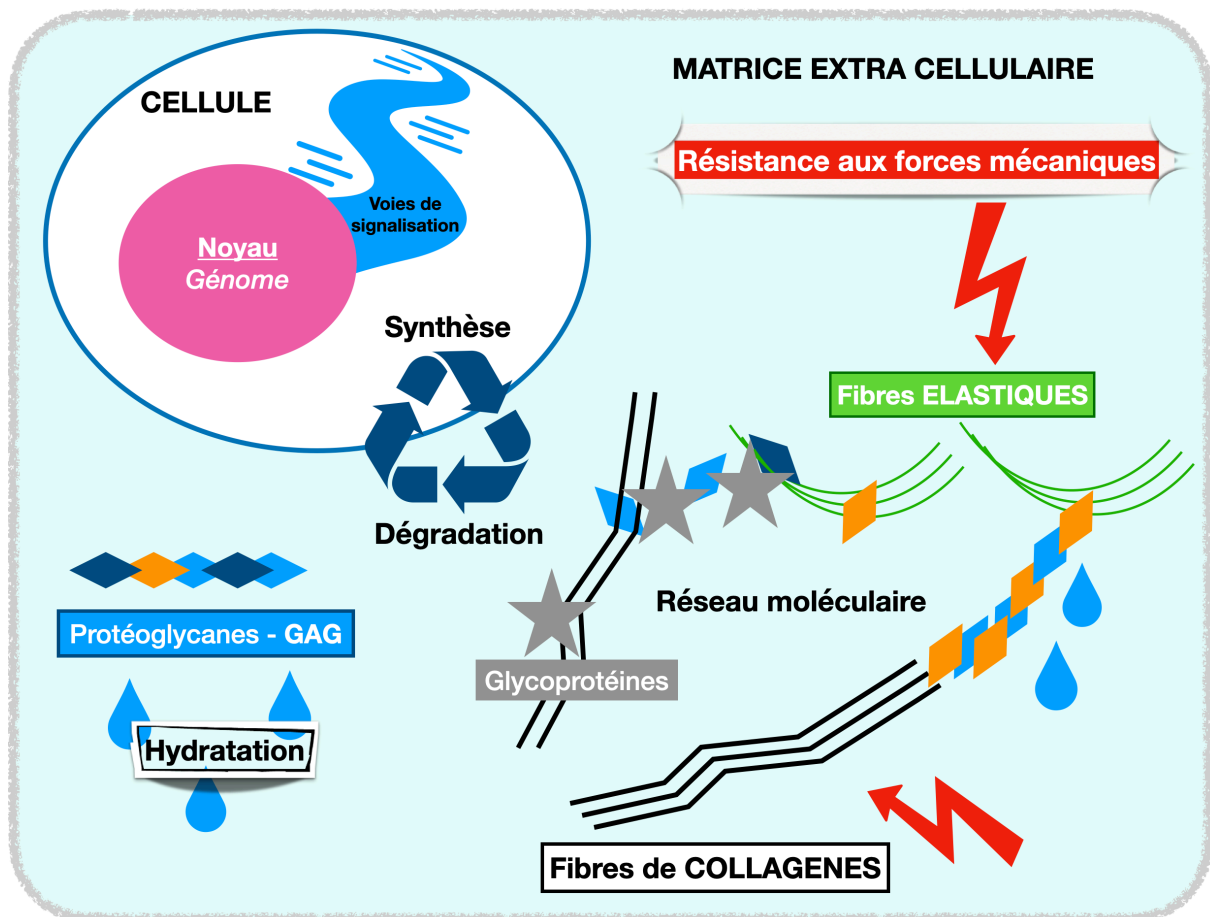 CELLULE
MATRICE EXTRA CELLULAIRE
Résistance aux forces mécaniques
Voies de
signalisation
Noyau
Génome
Synthèse
Fibres ELASTIQUES
Dégradation
Réseau moléculaire
Protéoglycanes - GAG
Glycoprotéines
Hydratation
Fibres de COLLAGENES